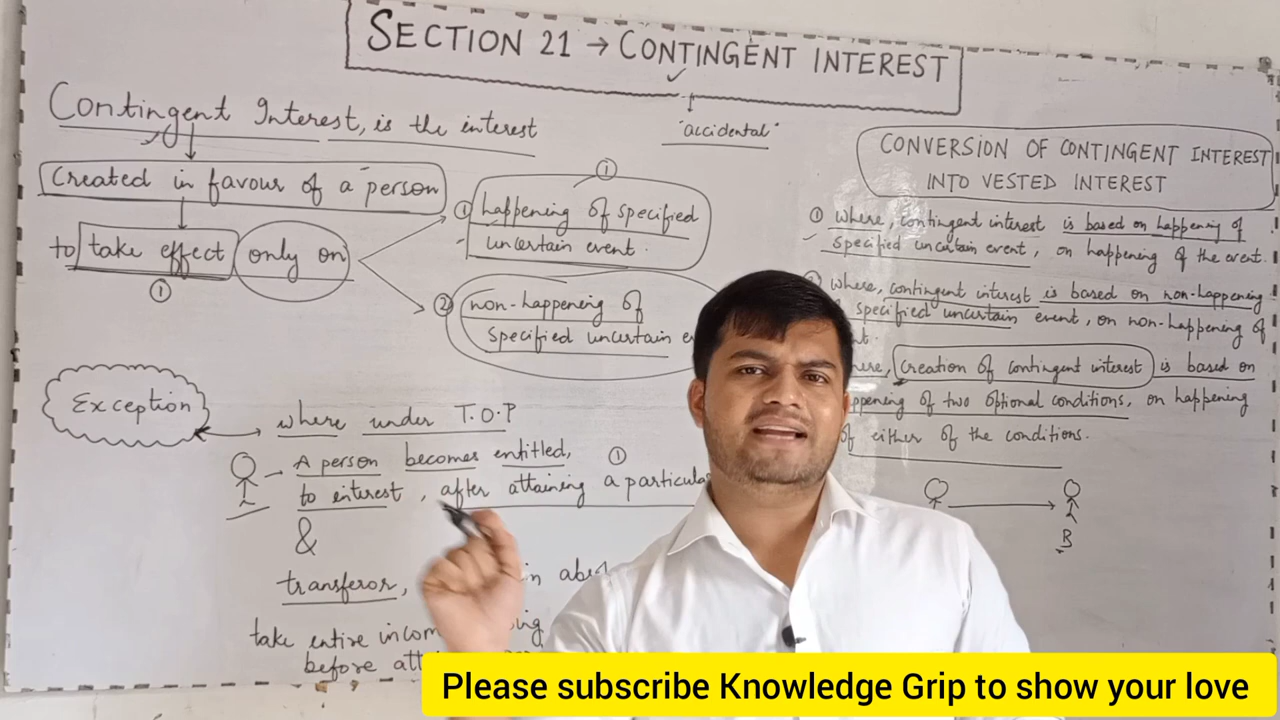 SECTION 21 → CONTINGENT INTEREST
"accidental"
Contingent Interest, is the interest
Created in favour of a person
to take effect only on
①
①
① happening of specified
uncertain event.
② non-happening of
specified uncertain
Exception
where under T.O.P
A person becomes entitled,
①
to interest, after attaining a particular
&
transferor,
take entire
before
CONVERSION OF CONTINGENT INTEREST
INTO VESTED INTEREST
① where, contingent interest is based on happening of
specified uncertain event, on happening of the event.
where, contingent interest is based on non-happening
specified uncertain event, on non-happening of
creation of contingent interest is based on
of two optional conditions, on happening
of either of the conditions.
B
Please subscribe Knowledge Grip to show your love